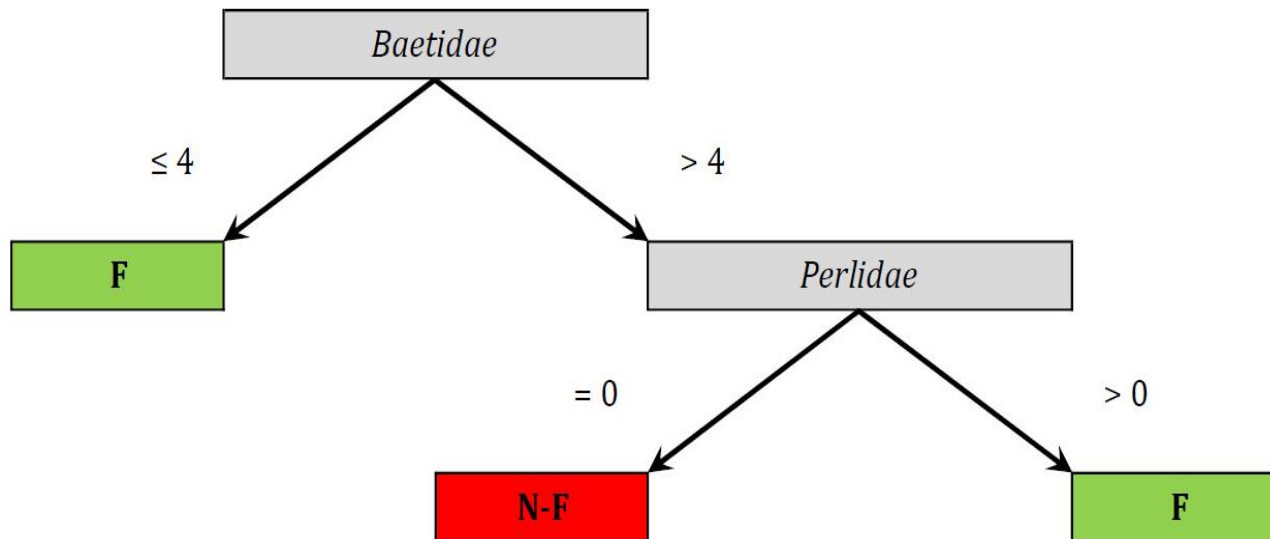 Baetidae
≤ 4
> 4
F
Perlidae
= 0
> 0
N-F
F